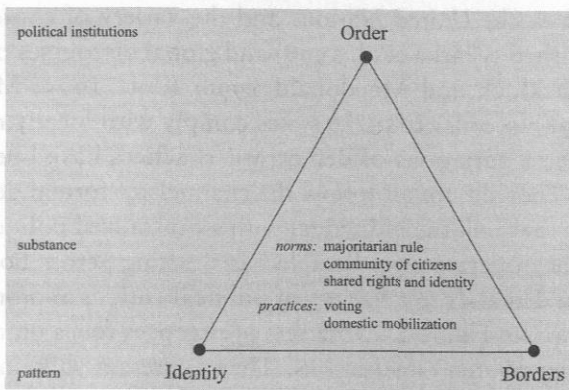 political institutions
Order
substance
norms: majoritarian rule
community of citizens
shared rights and identity
practices: voting
domestic mobilization
pattern
Identity
Borders